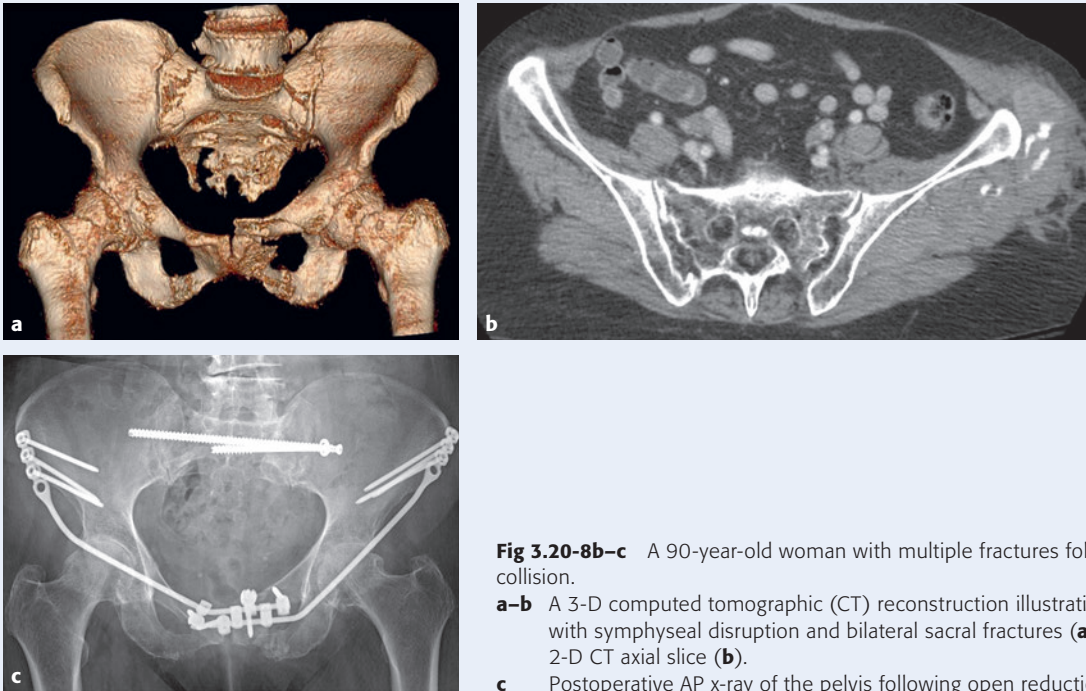 a
b
c
Fig 3.20-8b–c A 90-year-old woman with multiple fractures fol
collision.
a–b A 3-D computed tomographic (CT) reconstruction illustrati
with symphyseal disruption and bilateral sacral fractures (a
2-D CT axial slice (b).
c Postoperative AP x-ray of the pelvis following open reductio